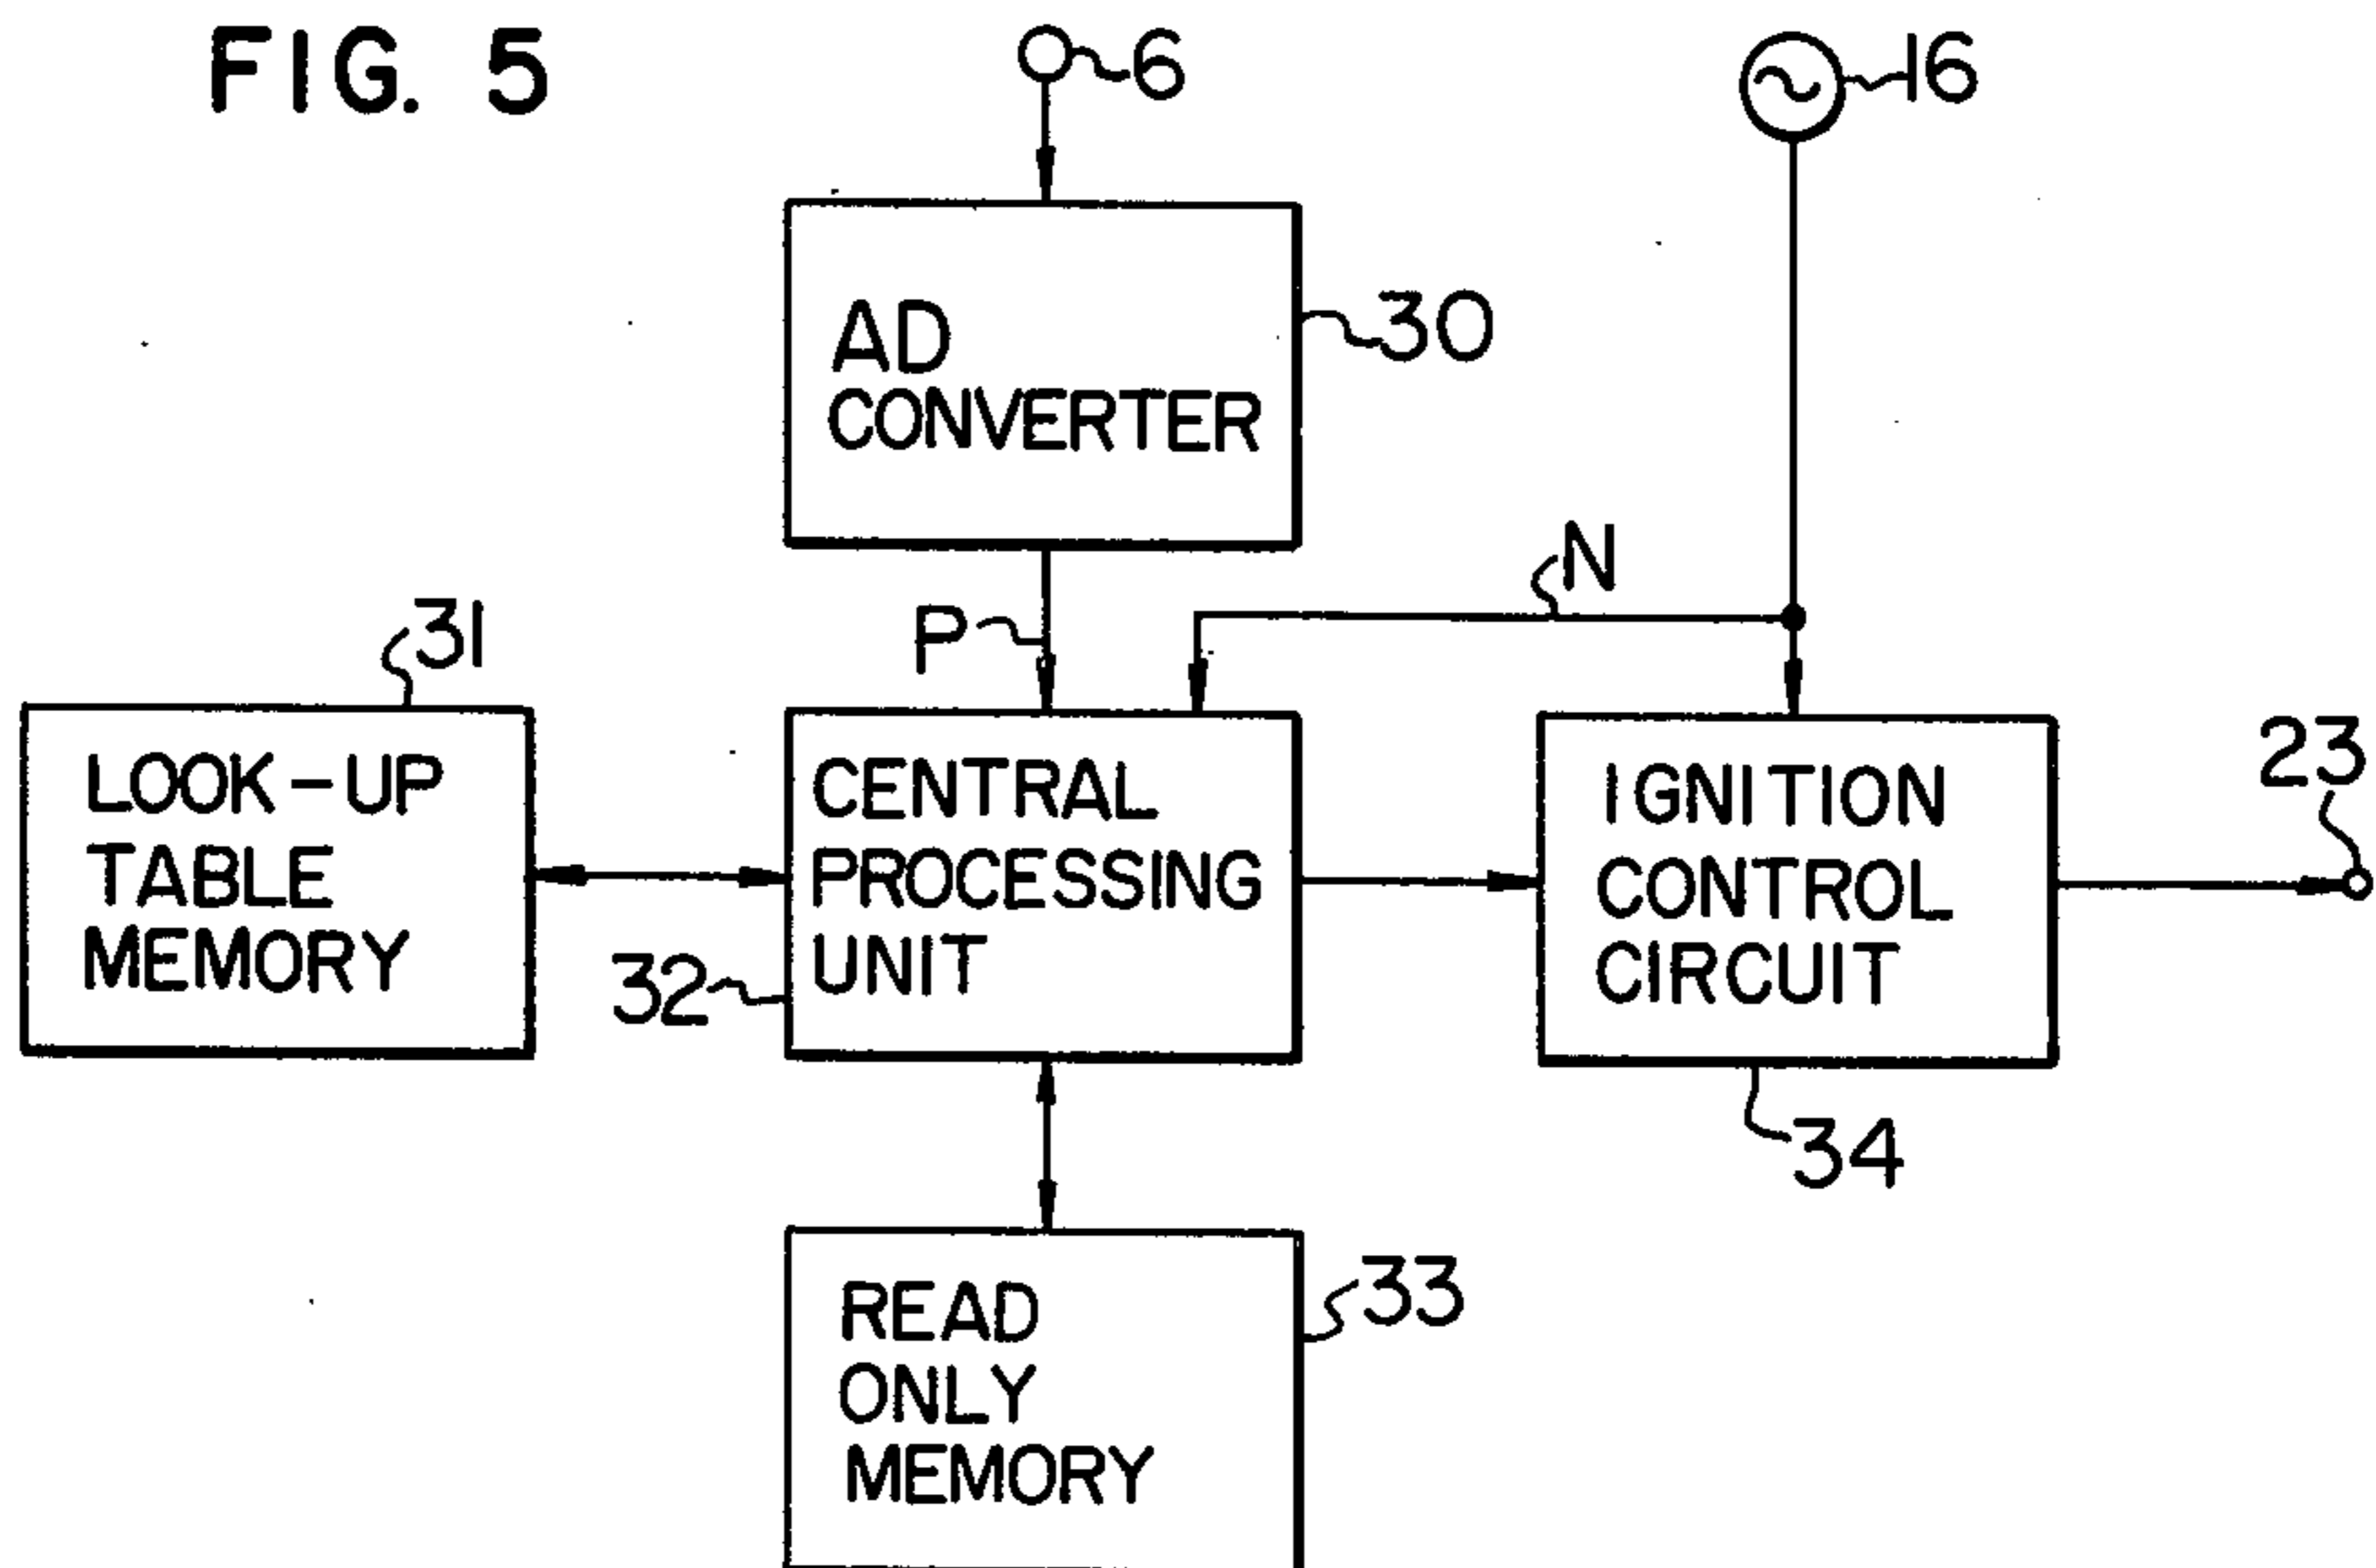 FIG. 5
6
16
AD
CONVERTER
30
N
P
31
LOOK-UP
TABLE
MEMORY
CENTRAL
PROCESSING
UNIT
32
IGNITION
CONTROL
CIRCUIT
23
34
READ
ONLY
MEMORY
33